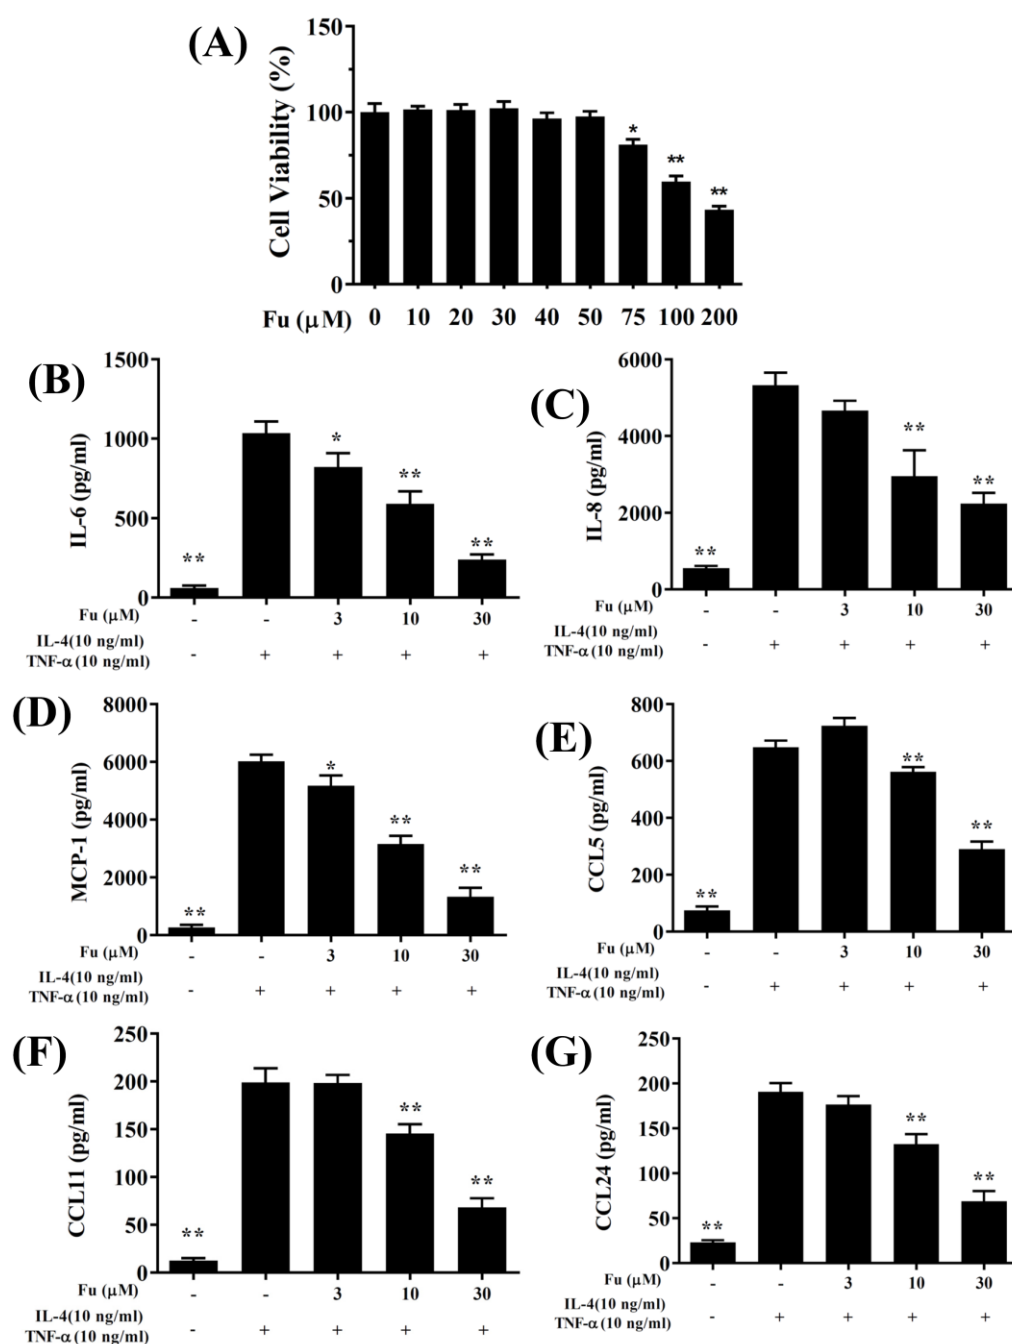 (A)
Cell Viability (%)
150
100
50
0
* ** **
Fu (μM) 0 10 20 30 40 50 75 100 200
(B)
IL-6 (pg/ml)
1500
1000
500
0
** * ** **
Fu (μM) - - 3 10 30
IL-4(10 ng/ml)
TNF-α (10 ng/ml) - + + + +
(C)
IL-8 (pg/ml)
6000
4000
2000
0
** ** **
Fu (μM) - - 3 10 30
IL-4(10 ng/ml)
TNF-α (10 ng/ml) - + + + +
(D)
MCP-1 (pg/ml)
8000
6000
4000
2000
0
** * ** **
Fu (μM) - - 3 10 30
IL-4(10 ng/ml)
TNF-α (10 ng/ml) - + + + +
(E)
CCL5 (pg/ml)
800
600
400
200
0
** ** **
Fu (μM) - - 3 10 30
IL-4(10 ng/ml)
TNF-α (10 ng/ml) - + + + +
(F)
CCL11 (pg/ml)
250
200
150
100
50
0
** ** **
Fu (μM) - - 3 10 30
IL-4(10 ng/ml)
TNF-α (10 ng/ml) - + + + +
(G)
CCL24 (pg/ml)
250
200
150
100
50
0
** ** **
Fu (μM) - - 3 10 30
IL-4(10 ng/ml)
TNF-α (10 ng/ml) - + + + +